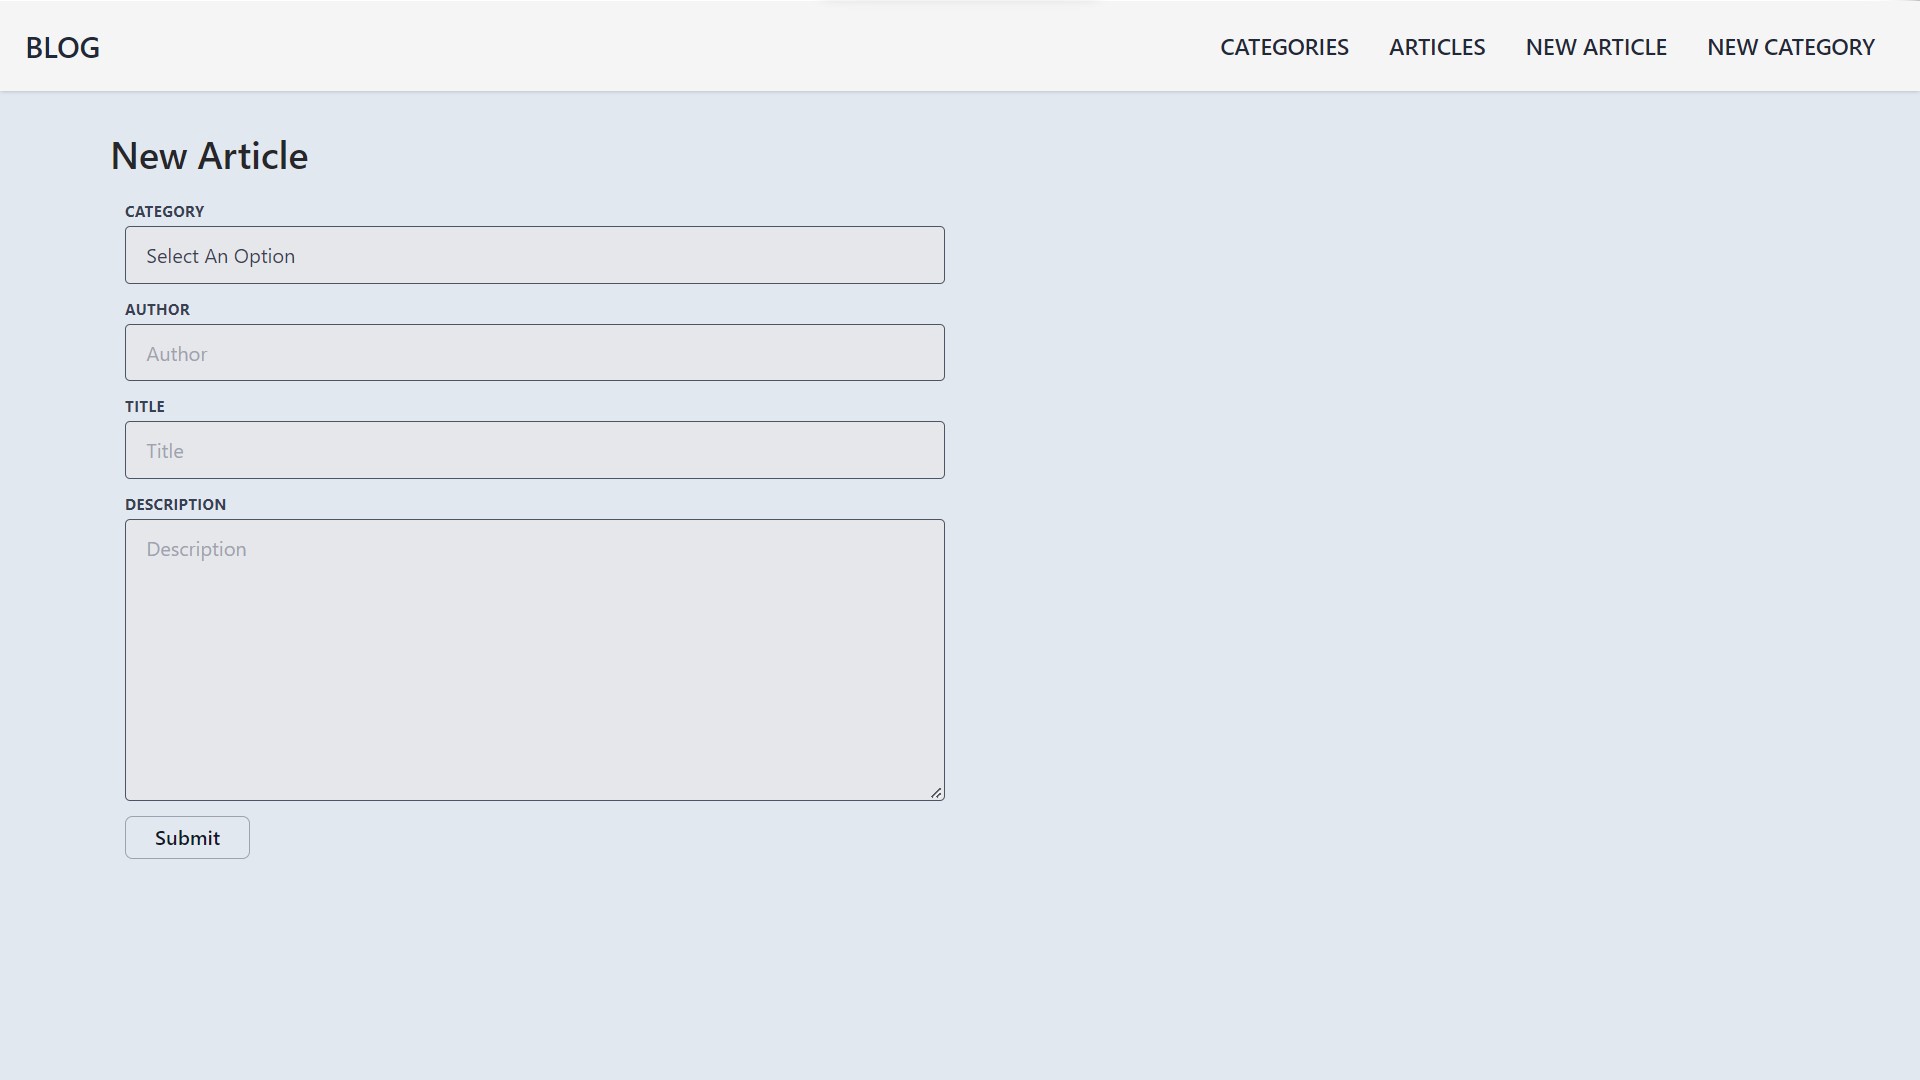 BLOG
CATEGORIES ARTICLES NEW ARTICLE NEW CATEGORY
New Article
CATEGORY
Select An Option
AUTHOR
Author
TITLE
Title
DESCRIPTION
Description
Submit